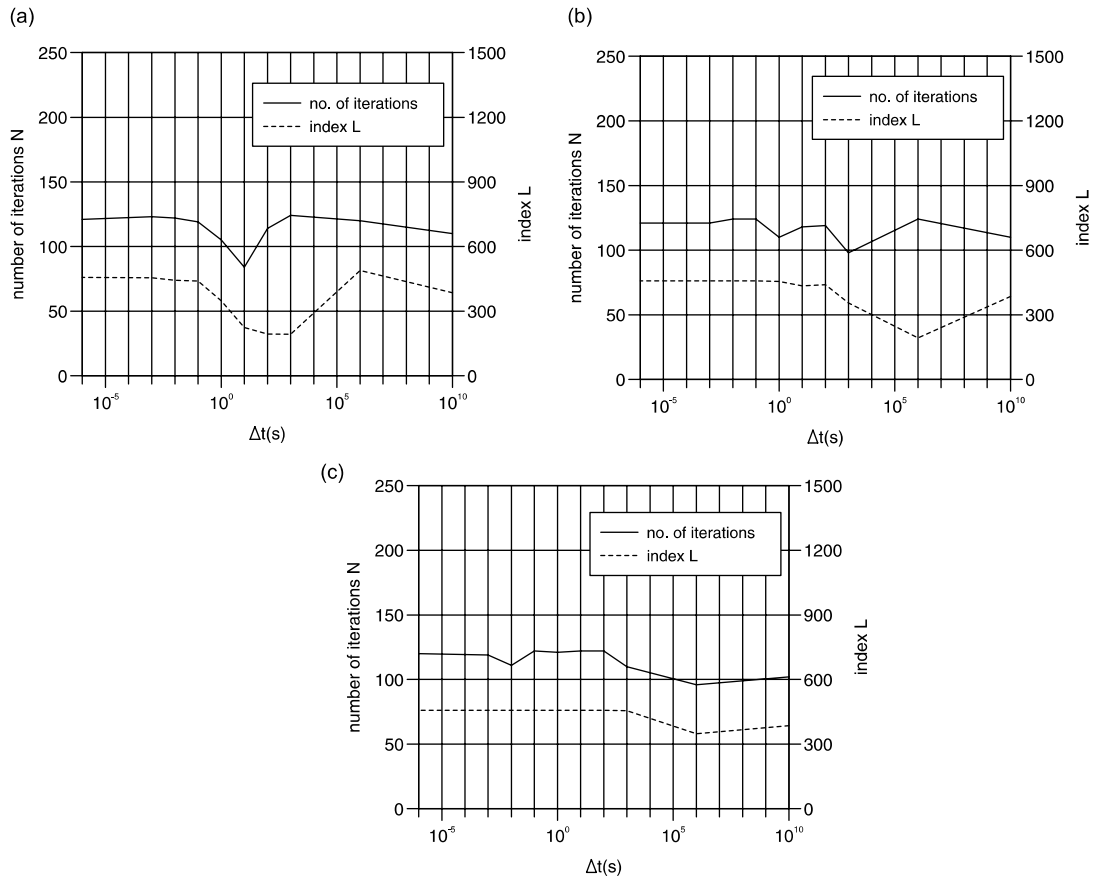 (a)
250
200
150
100
50
0
1500
1200
900
600
300
0
number of iterations N
index L
no. of iterations
index L
10⁻⁵
10⁰
10⁵
10¹⁰
Δt(s)
(b)
250
200
150
100
50
0
1500
1200
900
600
300
0
number of iterations N
index L
no. of iterations
index L
10⁻⁵
10⁰
10⁵
10¹⁰
Δt(s)
(c)
250
200
150
100
50
0
1500
1200
900
600
300
0
number of iterations N
index L
no. of iterations
index L
10⁻⁵
10⁰
10⁵
10¹⁰
Δt(s)